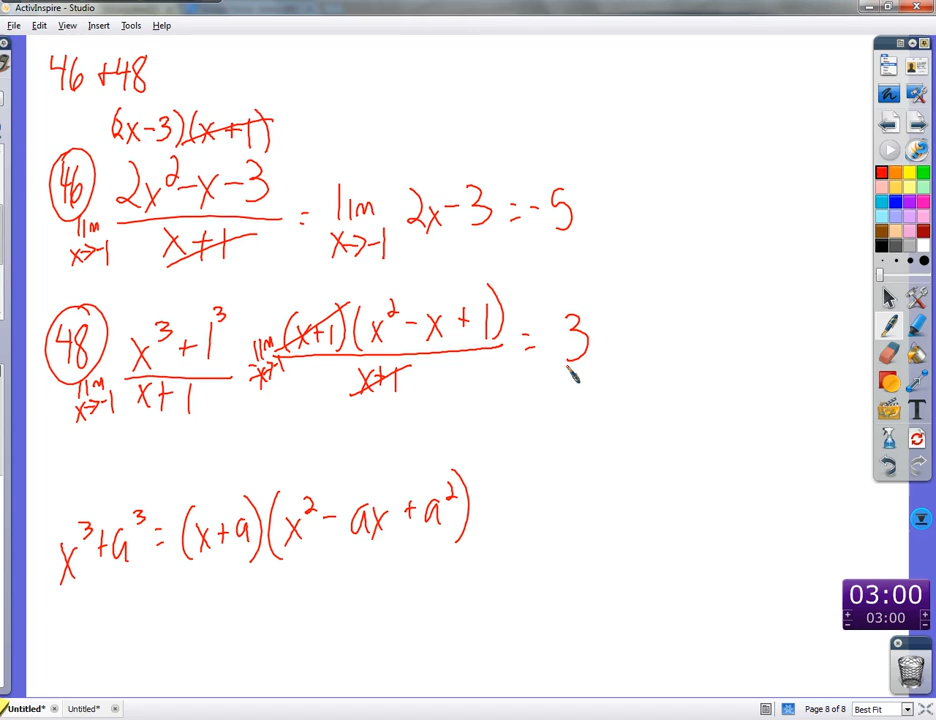 ActivInspire - Studio
File Edit View Insert Tools Help
46 + 48
(2x-3)(x+1)
46 lim x→-1 2x²-x-3 / x+1 = lim x→-1 2x-3 = -5
48 lim x→-1 x³+1³ / x+1 lim x→-1 (x+1)(x²-x+1) / x+1 = 3
x³+a³ = (x+a)(x²-ax+a²)
T
03:00
03:00
Untitled* Untitled* Page 8 of 8 Best Fit